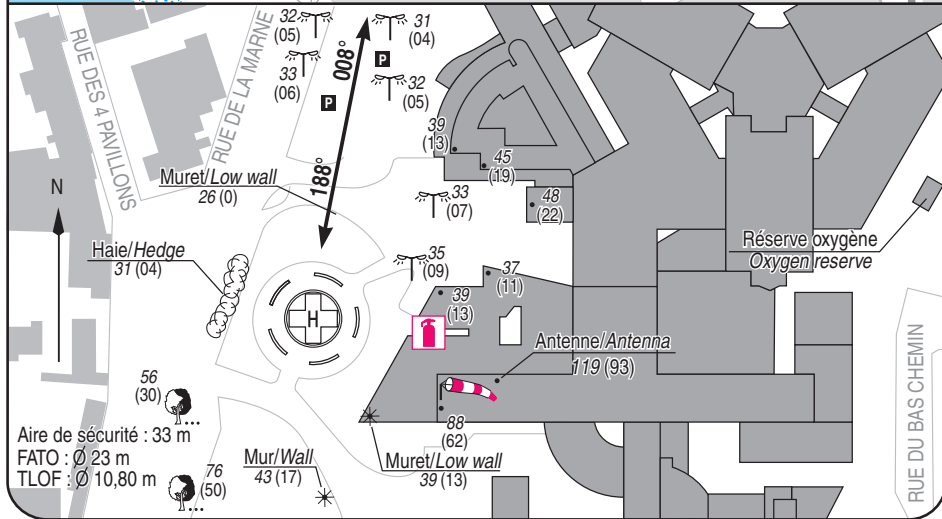 32
(05)
31
(04)
RUE DES 4 PAVILLONS
RUE DE LA MARNE
33
(06)
008°
P
P
32
(05)
39
(13)
45
(19)
188°
Muret/Low wall
26 (0)
N
33
(07)
48
(22)
Haie/Hedge
31 (04)
35
(09)
37
(11)
Réserve oxygène
Oxygen reserve
39
(13)
H
Antenne/Antenna
119 (93)
56
(30)
88
(62)
Aire de sécurité : 33 m
FATO : Ø 23 m
TLOF : Ø 10,80 m
76
(50)
Mur/Wall
43 (17)
Muret/Low wall
39 (13)
RUE DU BAS CHEMIN